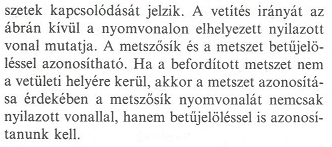 szetek kapcsolódását jelzik. A vetítés irányát az
ábrán kívül a nyomvonalon elhelyezett nyilazott
vonal mutatja. A metszősík és a metszet betűjelö-
léssel azonosítható. Ha a befordított metszet nem
a vetületi helyére kerül, akkor a metszet azonosítá-
sa érdekében a metszősík nyomvonalát nemcsak
nyilazott vonallal, hanem betűjelöléssel is azonosí-
tanunk kell.